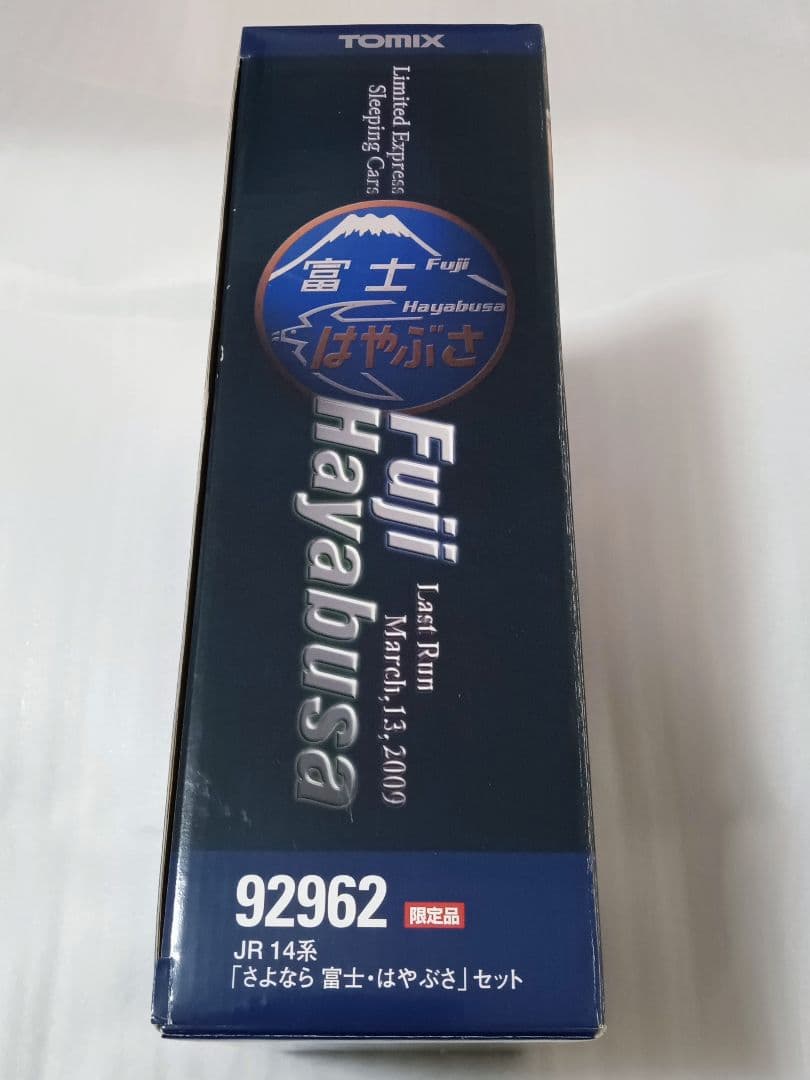 TOMIX
Limited Express
Sleeping Cars
富士 Fuji
Hayabusa
はやぶさ
Fuji
Hayabusa
Last Run
March,13,2009
92962 限定品
JR 14系
「さよなら 富士・はやぶさ」セット